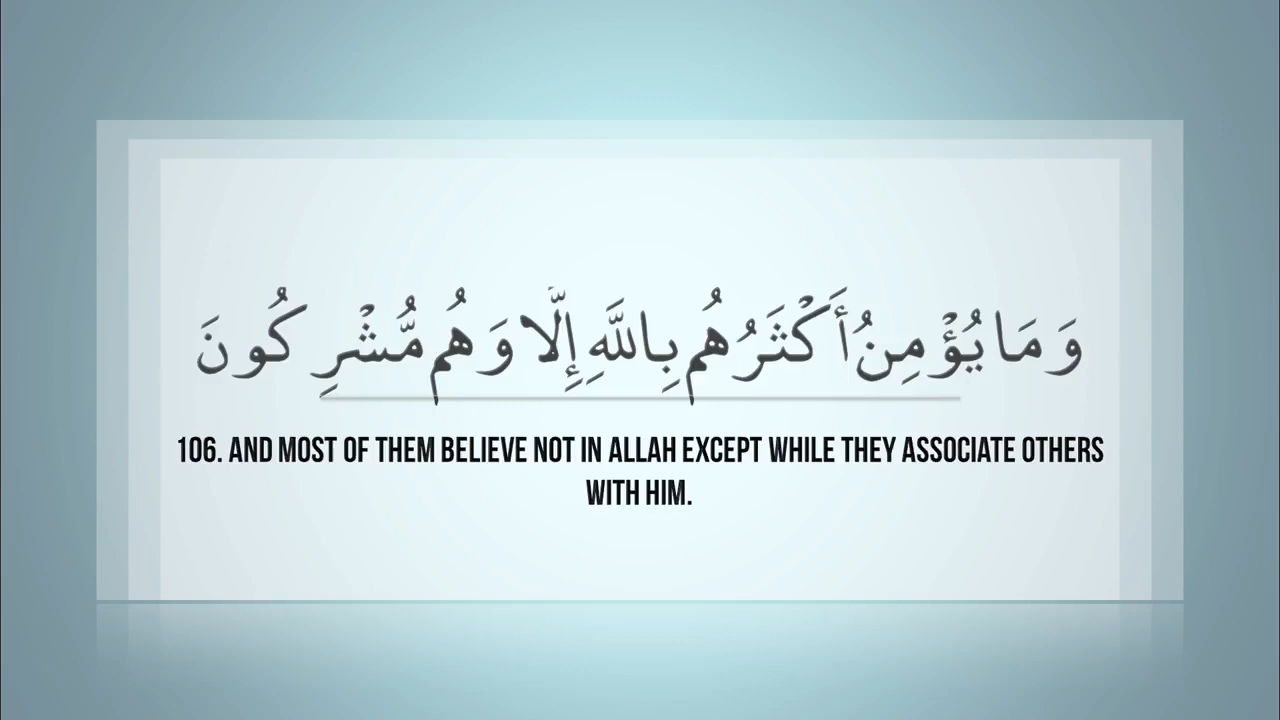 وَمَا يُؤْمِنُ أَكْثَرُهُم بِاللَّهِ إِلَّا وَهُم مُّشْرِكُونَ
106. AND MOST OF THEM BELIEVE NOT IN ALLAH EXCEPT WHILE THEY ASSOCIATE OTHERS
WITH HIM.